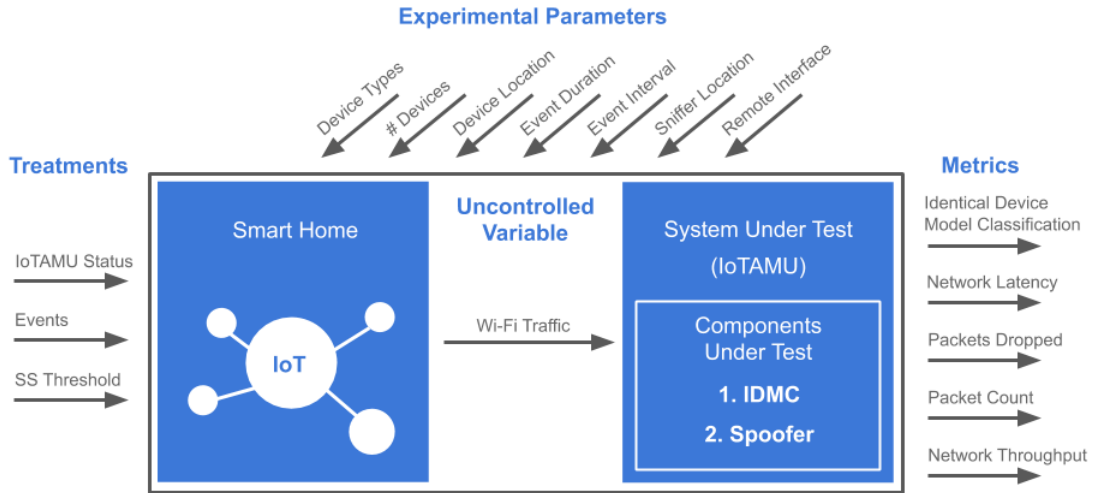 Experimental Parameters
Device Types
# Devices
Device Location
Event Duration
Event Interval
Sniffer Location
Remote Interface
Treatments
IoTAMU Status
Events
SS Threshold
Smart Home
IoT
Uncontrolled
Variable
Wi-Fi Traffic
System Under Test
(IoTAMU)
Components
Under Test
1. IDMC
2. Spoofer
Metrics
Identical Device
Model Classification
Network Latency
Packets Dropped
Packet Count
Network Throughput